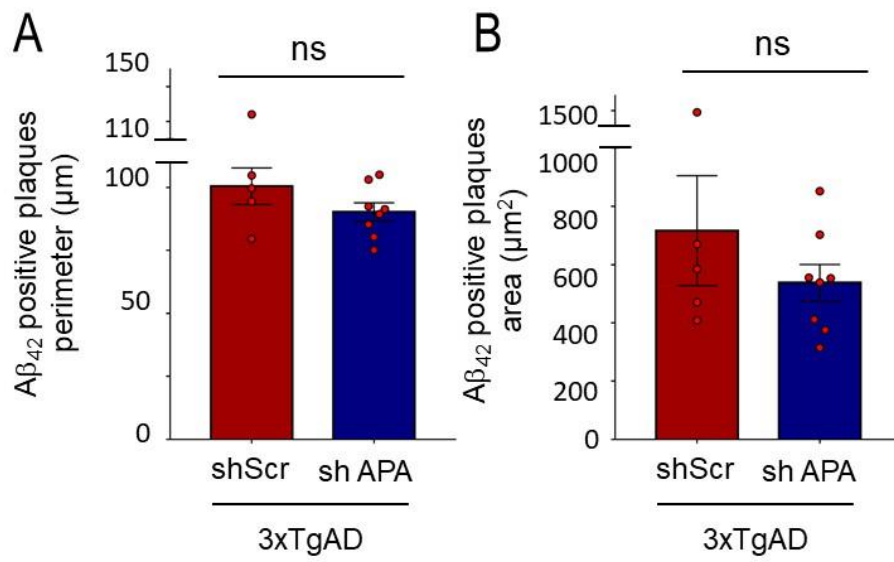 A
ns
150
110
100
50
0
Aβ42 positive plaques
perimeter (μm)
shScr
sh APA
3xTgAD
B
ns
1500
1000
800
600
400
200
0
Aβ42 positive plaques
area (μm²)
shScr
sh APA
3xTgAD